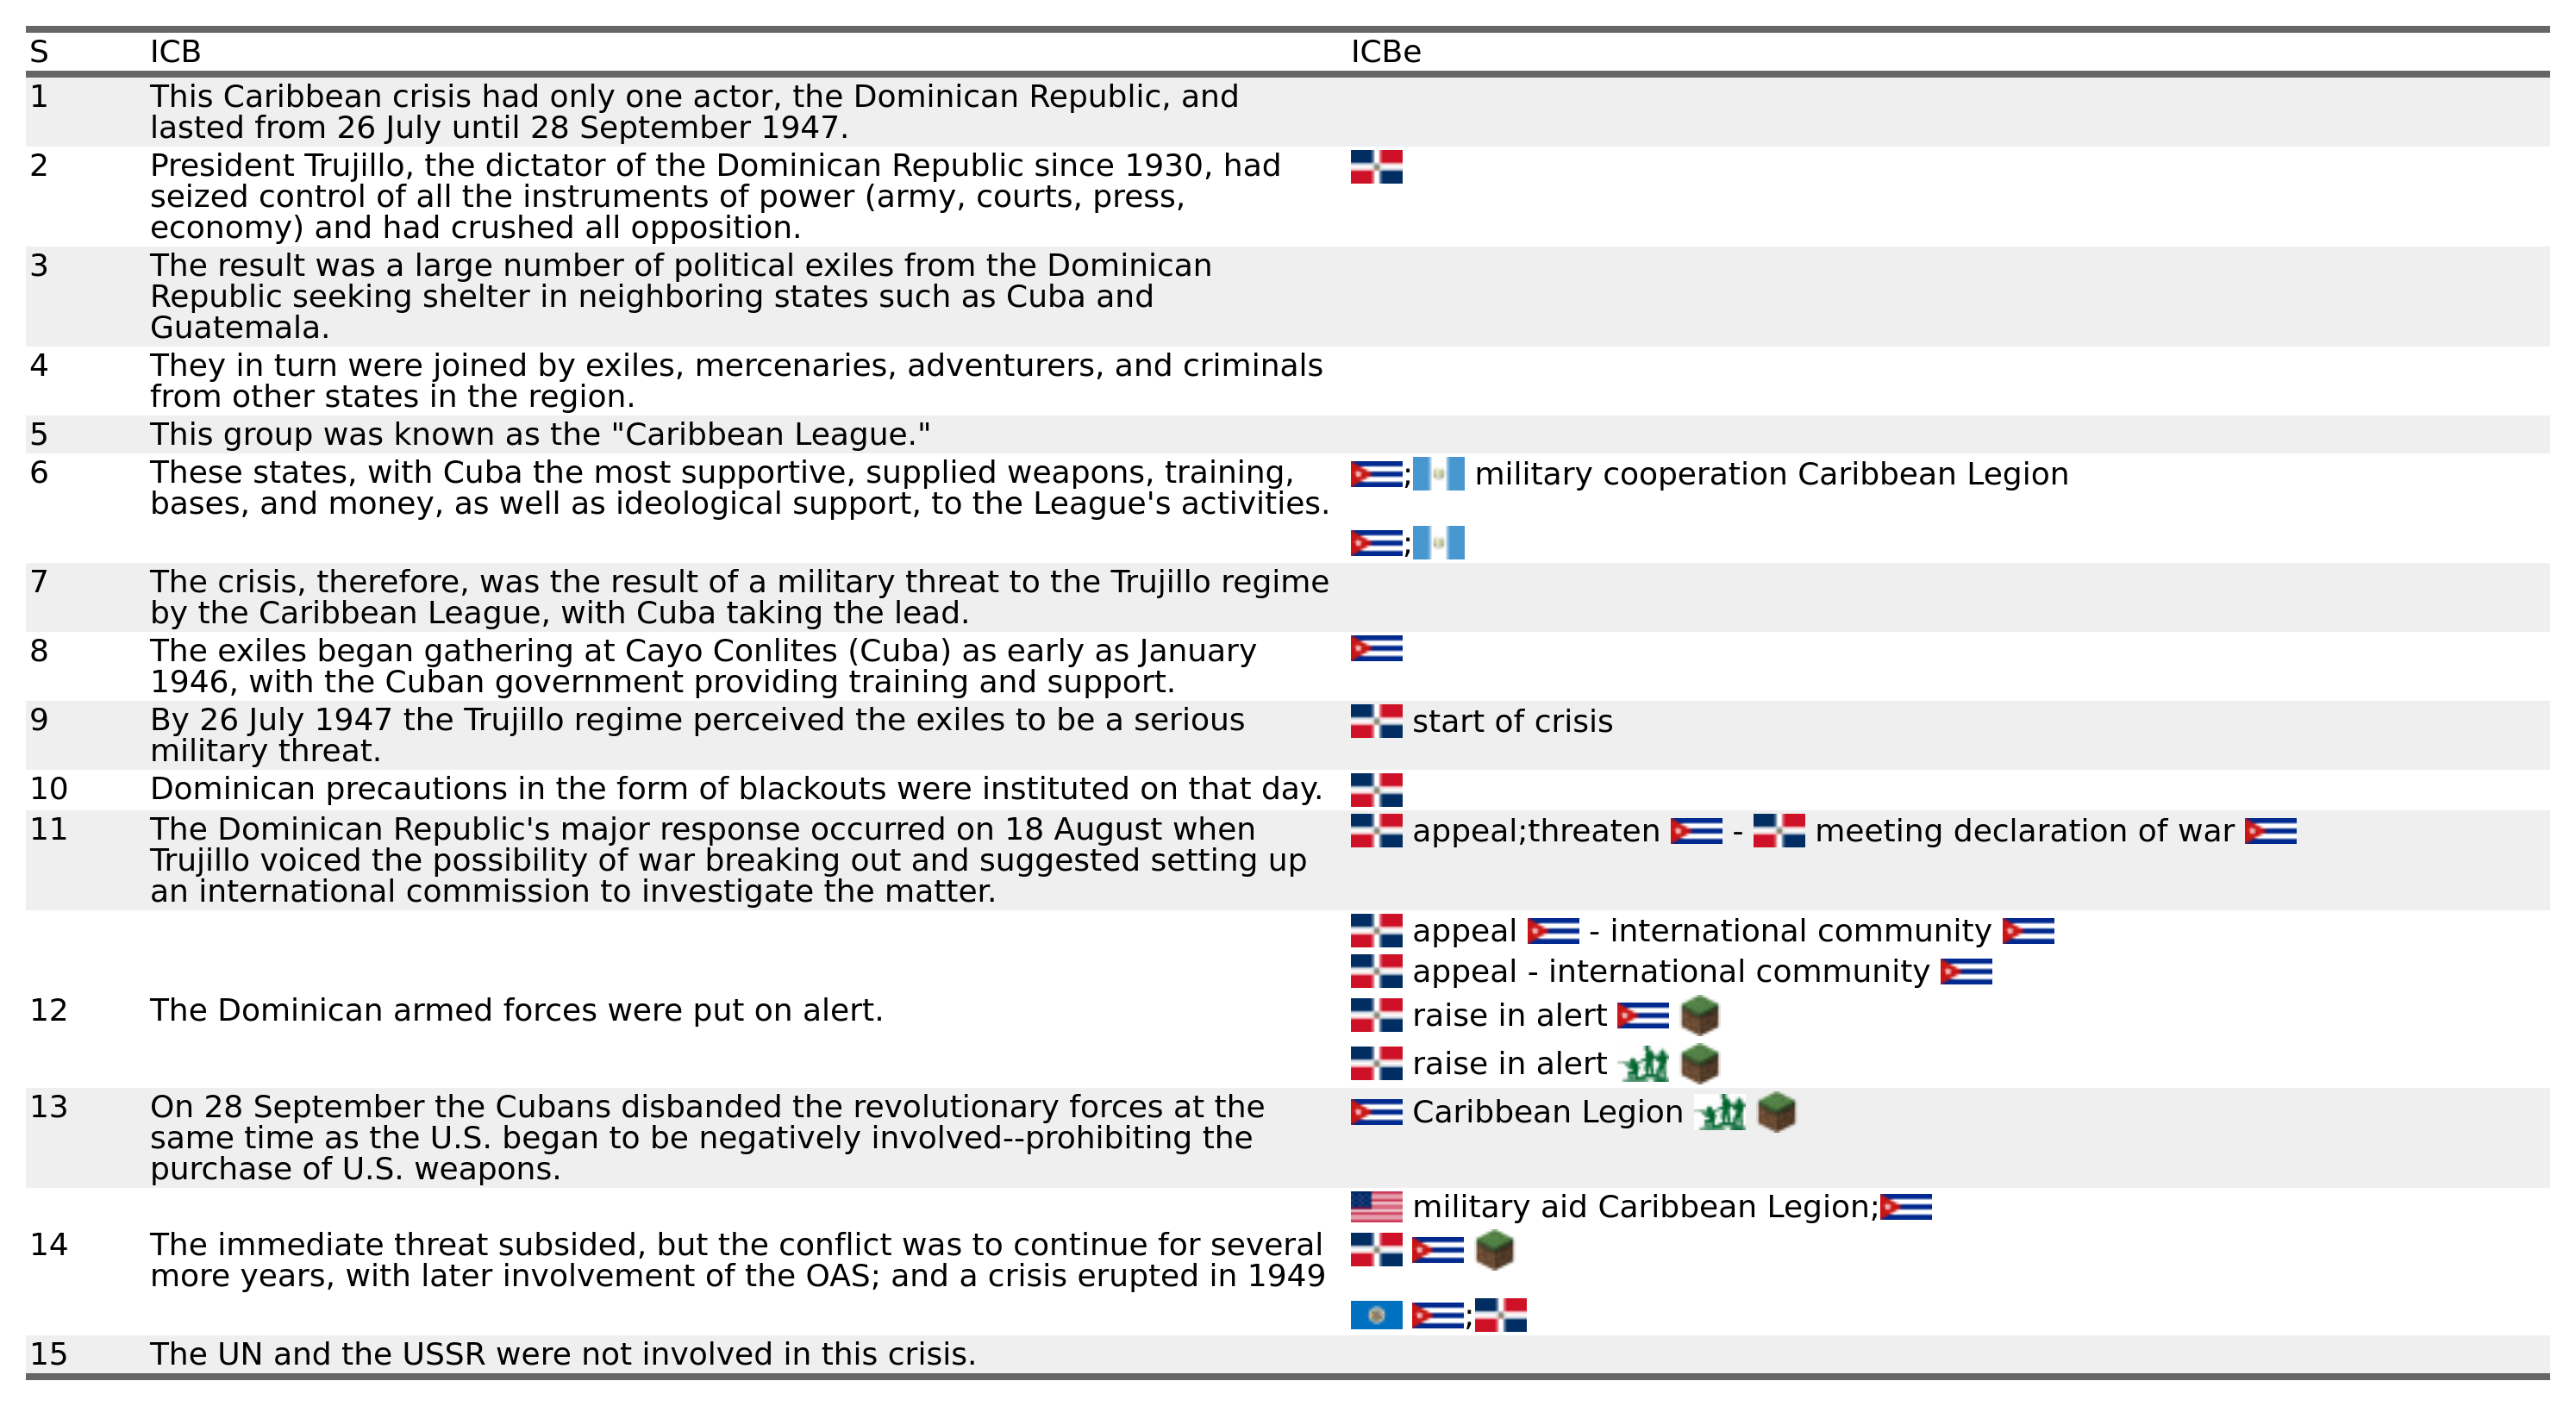 S ICB ICBe
1 This Caribbean crisis had only one actor, the Dominican Republic, and
lasted from 26 July until 28 September 1947.
2 President Trujillo, the dictator of the Dominican Republic since 1930, had
seized control of all the instruments of power (army, courts, press,
economy) and had crushed all opposition.
3 The result was a large number of political exiles from the Dominican
Republic seeking shelter in neighboring states such as Cuba and
Guatemala.
4 They in turn were joined by exiles, mercenaries, adventurers, and criminals
from other states in the region.
5 This group was known as the "Caribbean League."
6 These states, with Cuba the most supportive, supplied weapons, training, ; military cooperation Caribbean Legion
bases, and money, as well as ideological support, to the League's activities.
;
7 The crisis, therefore, was the result of a military threat to the Trujillo regime
by the Caribbean League, with Cuba taking the lead.
8 The exiles began gathering at Cayo Conlites (Cuba) as early as January
1946, with the Cuban government providing training and support.
9 By 26 July 1947 the Trujillo regime perceived the exiles to be a serious start of crisis
military threat.
10 Dominican precautions in the form of blackouts were instituted on that day.
11 The Dominican Republic's major response occurred on 18 August when appeal;threaten - meeting declaration of war
Trujillo voiced the possibility of war breaking out and suggested setting up
an international commission to investigate the matter.
appeal - international community
appeal - international community
12 The Dominican armed forces were put on alert. raise in alert
raise in alert
13 On 28 September the Cubans disbanded the revolutionary forces at the Caribbean Legion
same time as the U.S. began to be negatively involved--prohibiting the
purchase of U.S. weapons.
military aid Caribbean Legion;
14 The immediate threat subsided, but the conflict was to continue for several
more years, with later involvement of the OAS; and a crisis erupted in 1949
;
15 The UN and the USSR were not involved in this crisis.